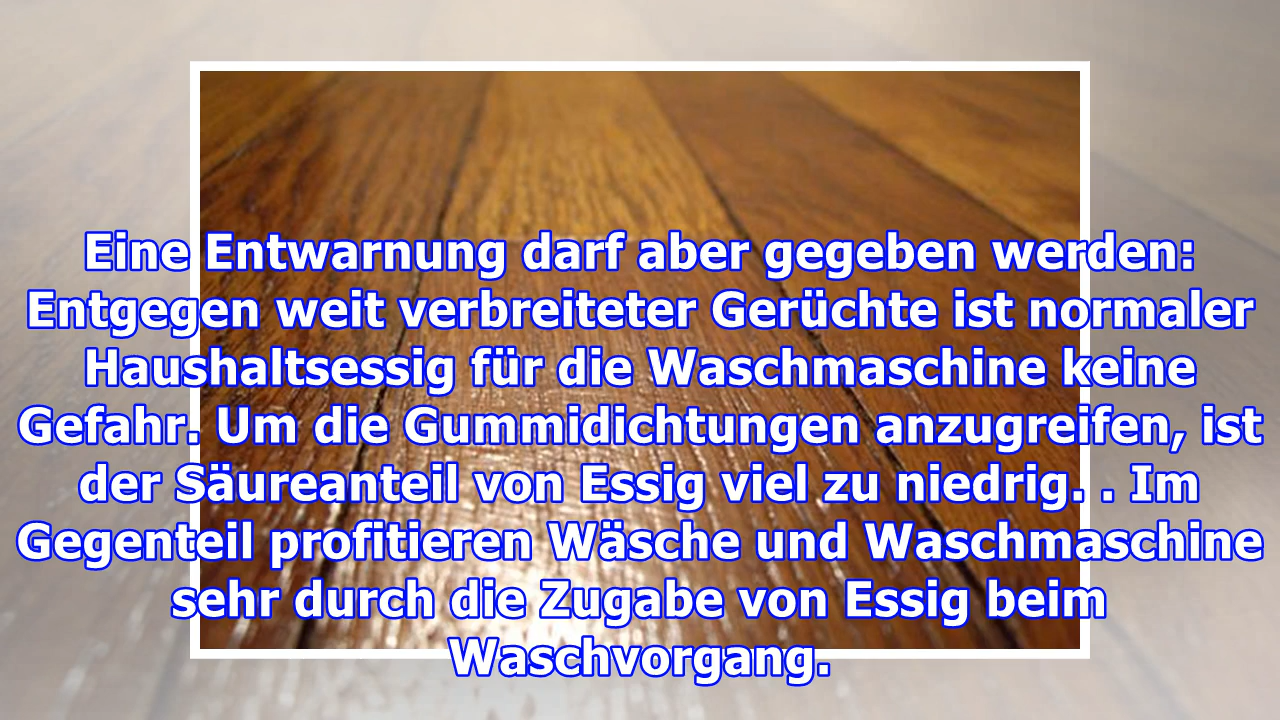 Eine Entwarnung darf aber gegeben werden:
Entgegen weit verbreiteter Gerüchte ist normaler
Haushaltsessig für die Waschmaschine keine
Gefahr. Um die Gummidichtungen anzugreifen, ist
der Säureanteil von Essig viel zu niedrig. . Im
Gegenteil profitieren Wäsche und Waschmaschine
sehr durch die Zugabe von Essig beim
Waschvorgang.